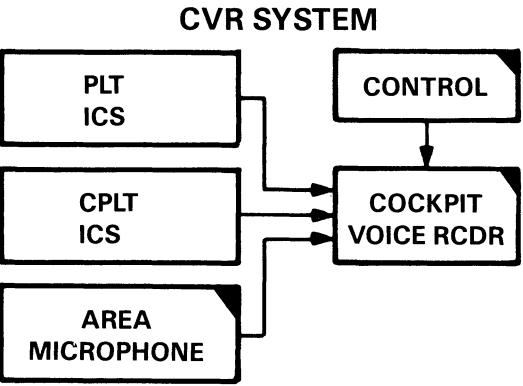 CVR SYSTEM
PLT
ICS
CONTROL
CPLT
ICS
COCKPIT
VOICE RCDR
AREA
MICROPHONE